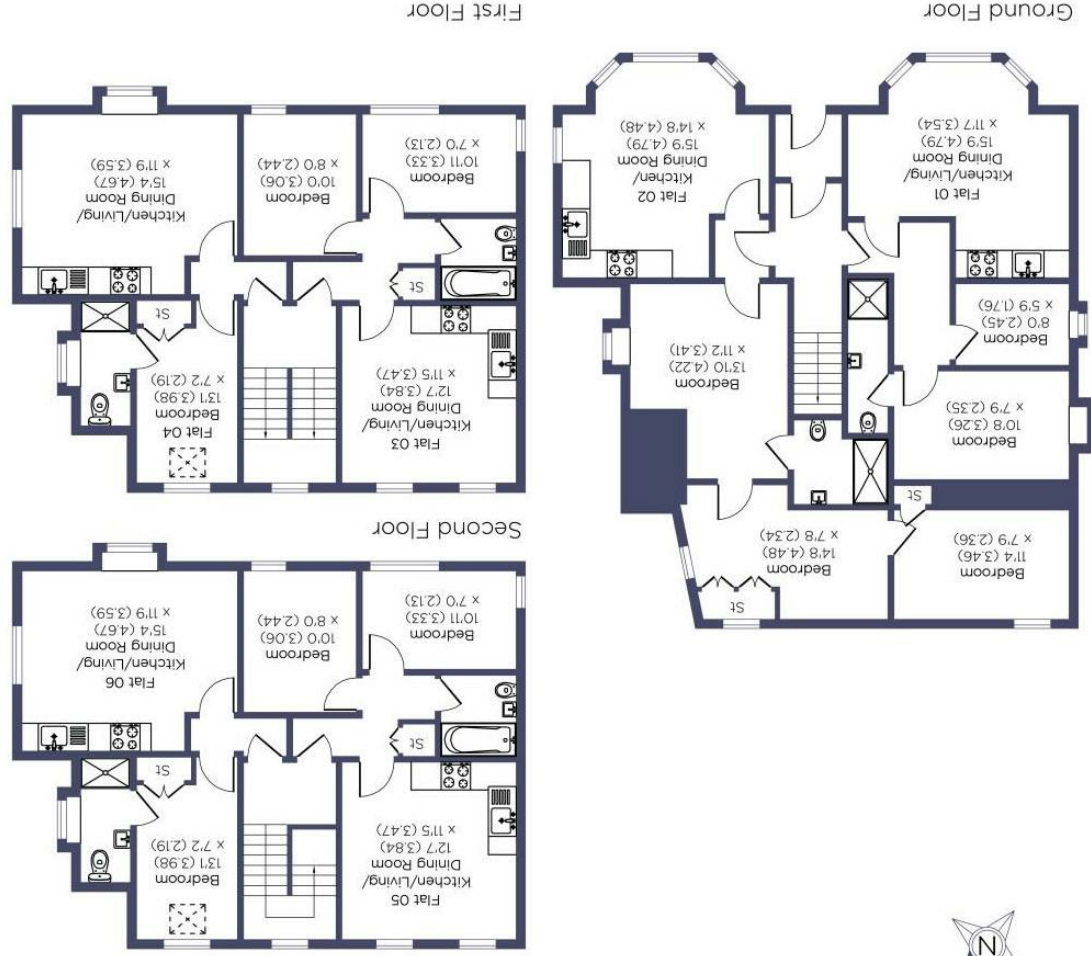 N
Flat 05
Kitchen/Living/
Dining Room
12'7 (3.84)
x 11'5 (3.47)
Bedroom
13'1 (3.98)
x 7'2 (2.19)
St
St
Bedroom
10'11 (3.33)
x 7'0 (2.13)
Bedroom
10'0 (3.06)
x 8'0 (2.44)
Flat 06
Kitchen/Living/
Dining Room
15'4 (4.67)
x 11'9 (3.59)
Second Floor
Bedroom
11'4 (3.46)
x 7'9 (2.36)
St
Bedroom
14'8 (4.48)
x 7'8 (2.34)
St
Bedroom
10'8 (3.26)
x 7'9 (2.35)
Bedroom
13'10 (4.22)
x 11'2 (3.41)
Bedroom
8'0 (2.45)
x 5'9 (1.76)
Flat 01
Kitchen/Living/
Dining Room
15'9 (4.79)
x 11'7 (3.54)
Flat 02
Kitchen/
Dining Room
15'9 (4.79)
x 14'8 (4.48)
Ground Floor
Flat 03
Kitchen/Living/
Dining Room
12'7 (3.84)
x 11'5 (3.47)
Flat 04
Bedroom
13'1 (3.98)
x 7'2 (2.19)
St
St
Bedroom
10'11 (3.33)
x 7'0 (2.13)
Bedroom
10'0 (3.06)
x 8'0 (2.44)
Kitchen/Living/
Dining Room
15'4 (4.67)
x 11'9 (3.59)
First Floor